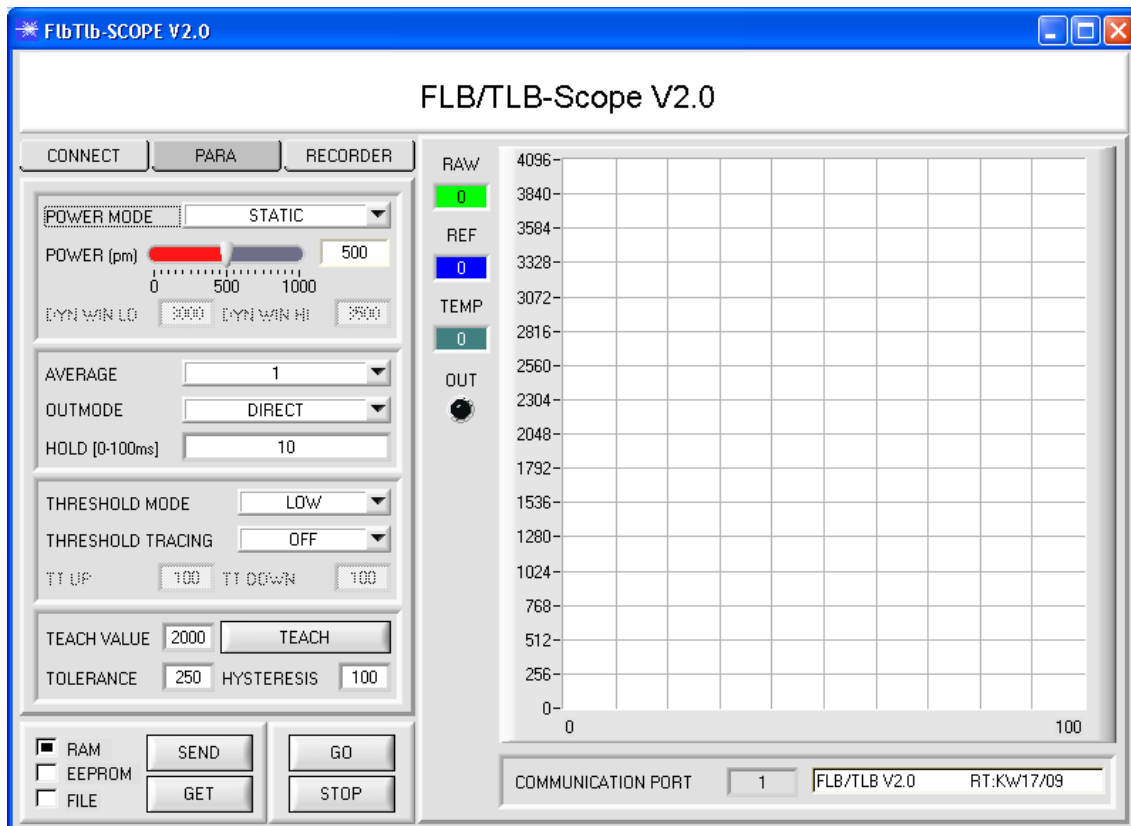 FlbTlb-SCOPE V2.0
FLB/TLB-Scope V2.0
CONNECT PARA RECORDER
POWER MODE STATIC
POWER (pm) 500
0 500 1000
DYN WIN LO 3000 DYN WIN HI 3500
AVERAGE 1
OUTMODE DIRECT
HOLD [0-100ms] 10
THRESHOLD MODE LOW
THRESHOLD TRACING OFF
TT UP 100 TT DOWN 100
TEACH VALUE 2000 TEACH
TOLERANCE 250 HYSTERESIS 100
RAM
EEPROM
FILE
SEND GO
GET STOP
RAW
0
REF
0
TEMP
0
OUT
4096
3840
3584
3328
3072
2816
2560
2304
2048
1792
1536
1280
1024
768
512
256
0
0 100
COMMUNICATION PORT 1 FLB/TLB V2.0 RT:KW17/09